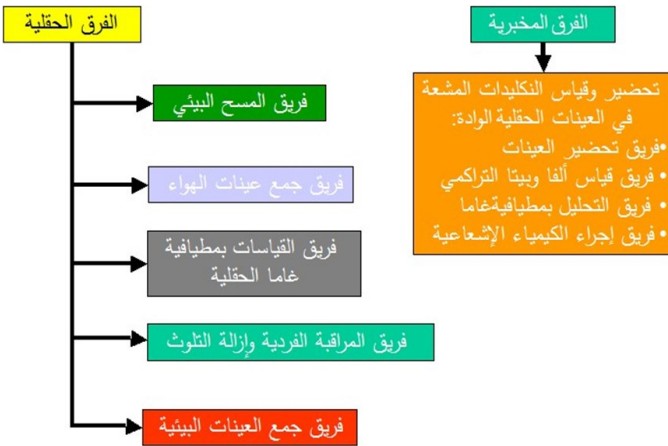 الفرق المخبرية
تحضير وقياس النكليدات المشعة
في العينات الحقلية الوادة:
•فريق تحضير العينات
• فريق قياس ألفا وبيتا التراكمي
• فريق التحليل بمطيافيةغاما
• فريق إجراء الكيمياء الإشعاعية
الفرق الحقلية
فريق المسح البيئي
فريق جمع عينات الهواء
فريق القياسات بمطيافية
غاما الحقلية
فريق المراقبة الفردية وإزالة التلوث
فريق جمع العينات البيئية